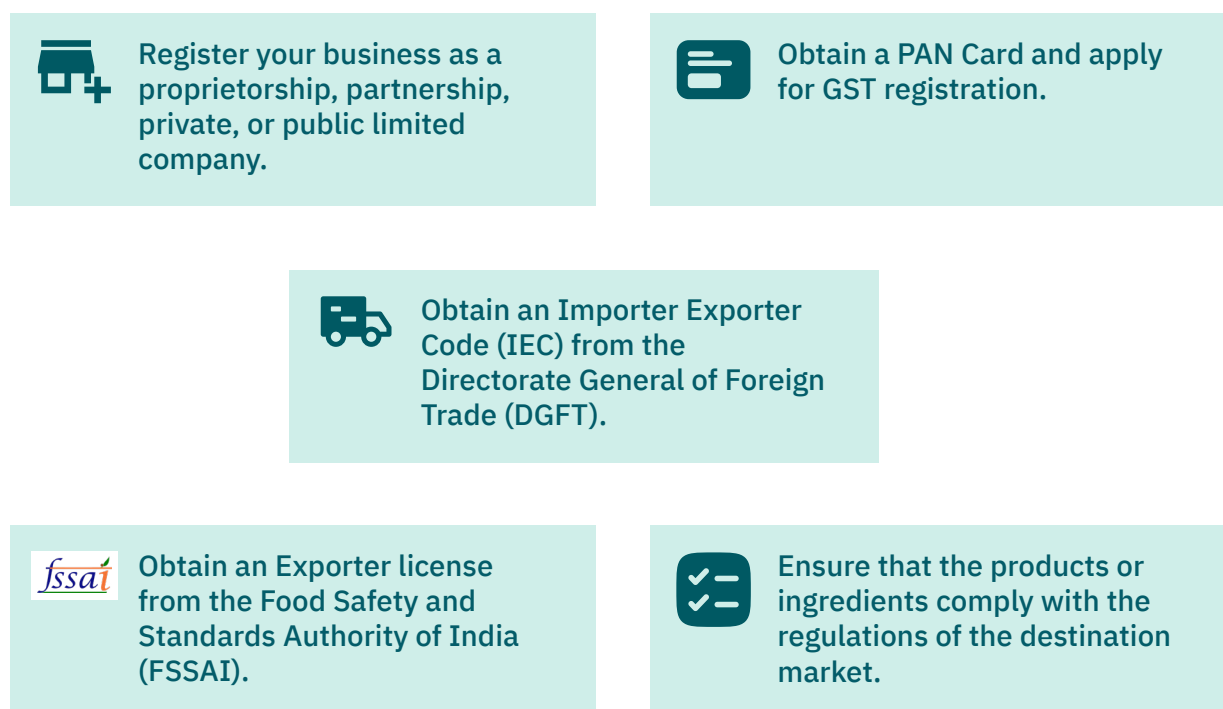 Register your business as a
proprietorship, partnership,
private, or public limited
company.
Obtain a PAN Card and apply
for GST registration.
Obtain an Importer Exporter
Code (IEC) from the
Directorate General of Foreign
Trade (DGFT).
fssai
Obtain an Exporter license
from the Food Safety and
Standards Authority of India
(FSSAI).
Ensure that the products or
ingredients comply with the
regulations of the destination
market.